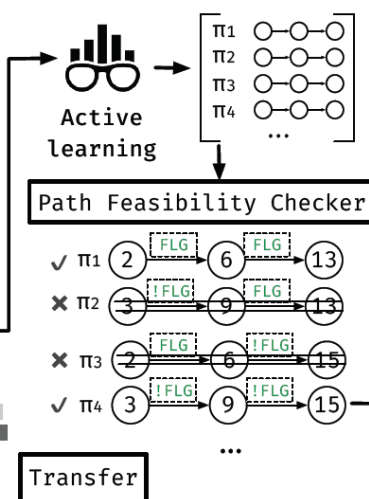 π1
π2
π3
π4
...
Active
learning
Path Feasibility Checker
✓ π1 2 FLG 6 FLG 13
✗ π2 3 !FLG 9 FLG 13
✗ π3 2 FLG 6 !FLG 15
✓ π4 3 !FLG 9 !FLG 15
...
Transfer